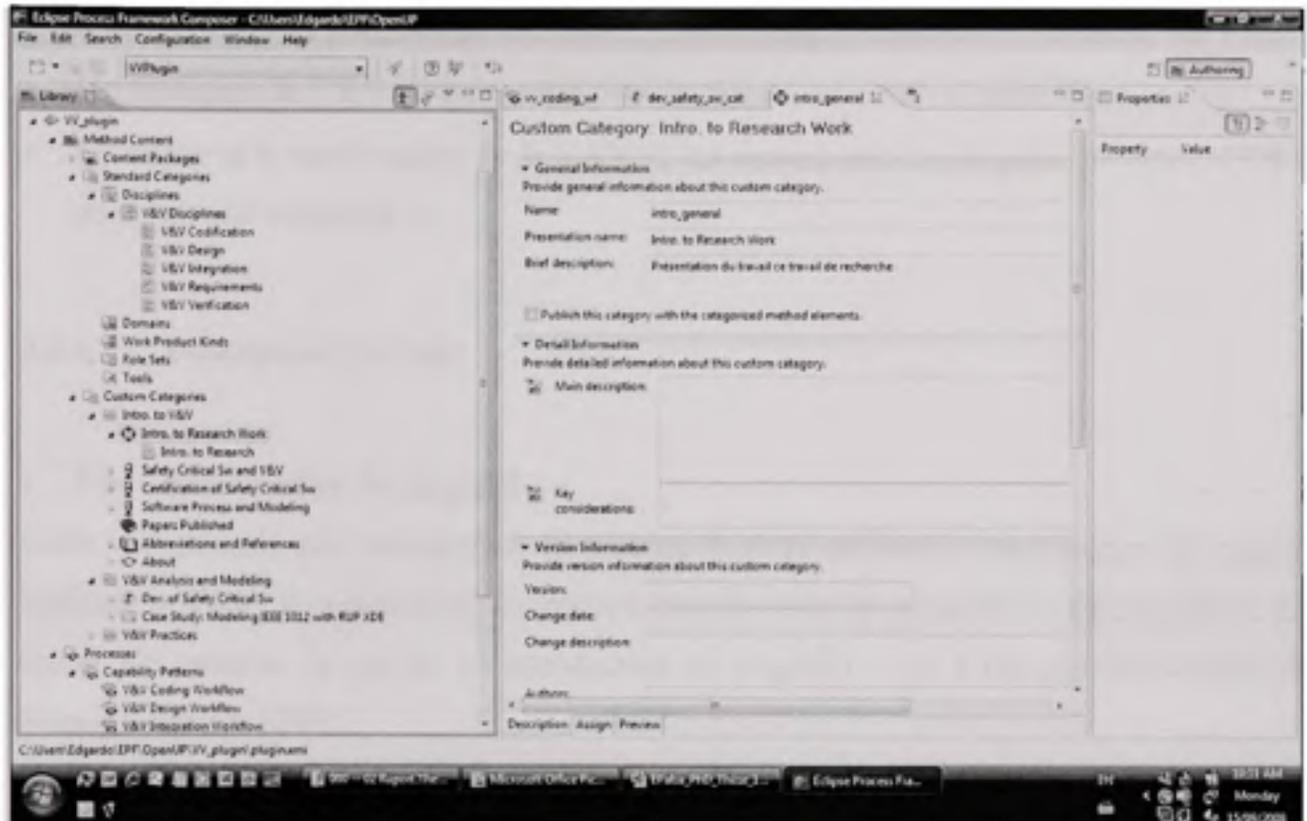 Eclipse Process Framework Composer - C:\Users\Edgardo\EPF\OpenUP
File Edit Search Configuration Window Help
VVPlugin
Authoring
Library
VV_plugin
Method Content
Content Packages
Standard Categories
Disciplines
V&V Disciplines
V&V Codification
V&V Design
V&V Integration
V&V Requirements
V&V Verification
Domains
Work Product Kinds
Role Sets
Tools
Custom Categories
Intro. to V&V
Intro. to Research Work
Intro. to Research
Safety Critical Sw and V&V
Certification of Safety Critical Sw
Software Process and Modeling
Papers Published
Abbreviations and References
About
V&V Analysis and Modeling
Dev. of Safety Critical Sw
Case Study: Modeling IEEE 1012 with RUP XDE
V&V Practices
Processes
Capability Patterns
V&V Coding Workflow
V&V Design Workflow
V&V Integration Workflow
vv_coding_wf dev_safety_sw_cat intro_general
Custom Category: Intro. to Research Work
General Information
Provide general information about this custom category.
Name: intro_general
Presentation name: Intro. to Research Work
Brief description: Présentation du travail ce travail de recherche
Publish this category with the categorized method elements.
Detail Information
Provide detailed information about this custom category.
Main description:
Key
considerations:
Version Information
Provide version information about this custom category.
Version:
Change date:
Change description:
Authors:
Description Assign Preview
Properties
Property Value
C:\Users\Edgardo\EPF\OpenUP\VV_plugin\plugin.xmi
Microsoft Office Pic... Eclipse Process Fra...
EN
10:31 AM
Monday